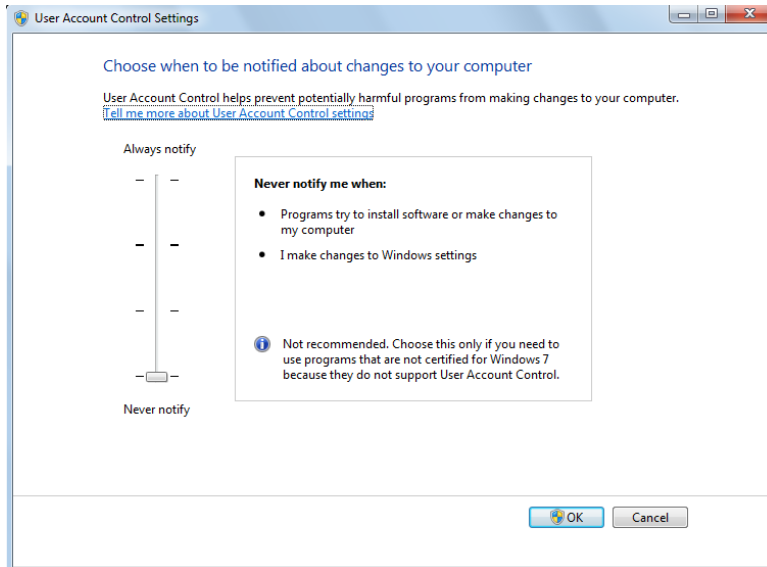 User Account Control Settings
Choose when to be notified about changes to your computer
User Account Control helps prevent potentially harmful programs from making changes to your computer.
Tell me more about User Account Control settings
Always notify
Never notify me when:
• Programs try to install software or make changes to
my computer
• I make changes to Windows settings
Not recommended. Choose this only if you need to
use programs that are not certified for Windows 7
because they do not support User Account Control.
Never notify
OK Cancel